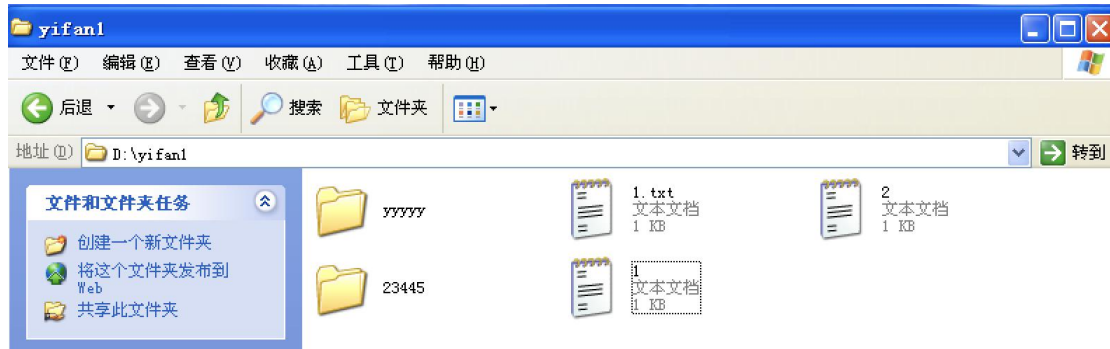 yifan1
文件(F) 编辑(E) 查看(V) 收藏(A) 工具(T) 帮助(H)
后退 搜索 文件夹
地址(D) D:\yifan1 转到
文件和文件夹任务
创建一个新文件夹
将这个文件夹发布到
Web
共享此文件夹
yyyyy
1.txt
文本文档
1 KB
2
文本文档
1 KB
23445
1
文本文档
1 KB